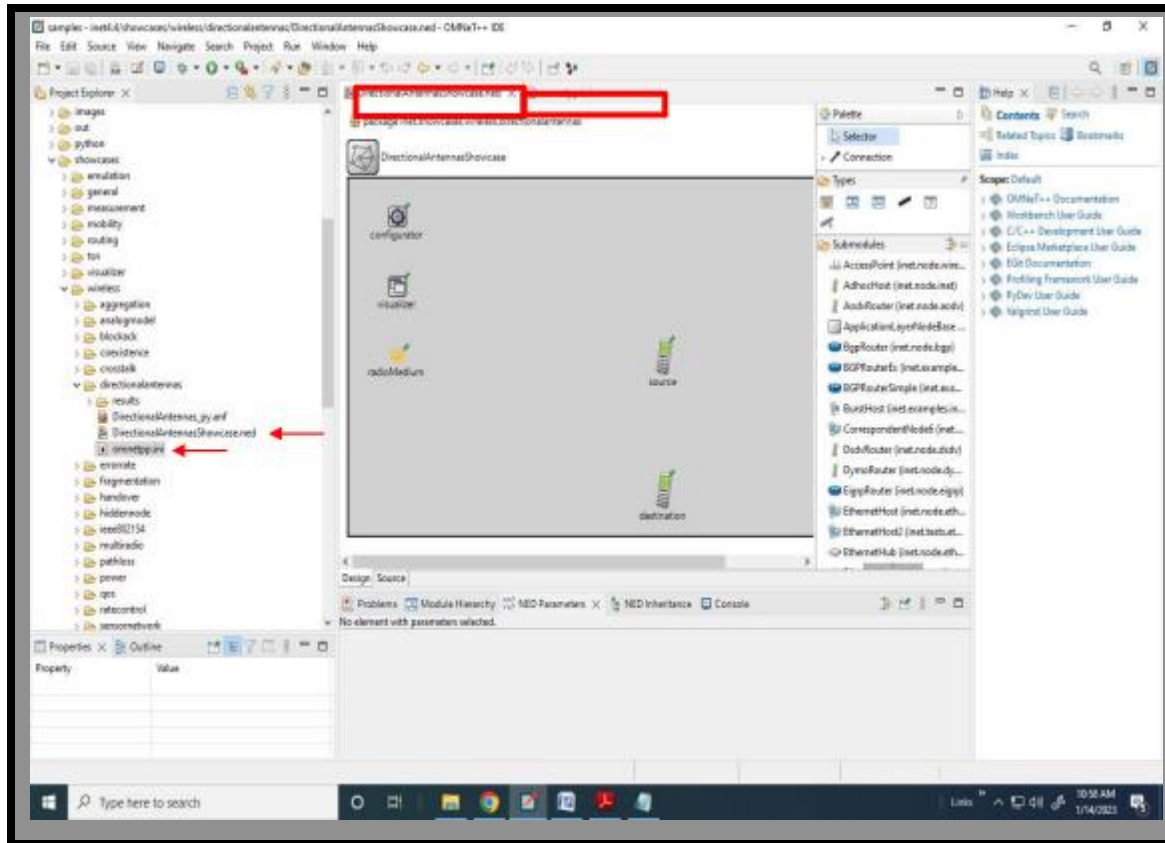 samples - inet4.4/showcases/wireless/directionalantennas/DirectionalAntennasShowcase.ned - OMNeT++ IDE
File Edit Source View Navigate Search Project Run Window Help
Project Explorer
images
out
python
showcases
emulation
general
measurement
mobility
routing
tsn
visualizer
wireless
aggregation
analogmodel
blockack
coexistence
crosstalk
directionalantennas
results
DirectionalAntennas_py.anf
DirectionalAntennasShowcase.ned
omnetpp.ini
errorrate
fragmentation
handover
hiddennode
ieee802154
multiradio
pathloss
power
qos
ratecontrol
sensornetwork
Properties Outline
Property Value
DirectionalAntennasShowcase.ned
package inet.showcases.wireless.directionalantennas
DirectionalAntennasShowcase
configurator
visualizer
radioMedium
source
destination
Design Source
Problems Module Hierarchy NED Parameters NED Inheritance Console
No element with parameters selected.
Palette
Selector
Connection
Types
Submodules
AccessPoint (inet.node.wire...
AdhocHost (inet.node.inet)
AodvRouter (inet.node.aodv)
ApplicationLayerNodeBase ...
BgpRouter (inet.node.bgp)
BGPRouterEx (inet.example...
BGPRouterSimple (inet.exa...
BurstHost (inet.examples.in...
CorrespondentNode6 (inet...
DsdvRouter (inet.node.dsdv)
DymoRouter (inet.node.dy...
EigrpRouter (inet.node.eigrp)
EthernetHost (inet.node.eth...
EthernetHost2 (inet.tests.et...
EthernetHub (inet.node.eth...
Help
Contents Search
Related Topics Bookmarks
Index
Scope: Default
OMNeT++ Documentation
Workbench User Guide
C/C++ Development User Guide
Eclipse Marketplace User Guide
EGit Documentation
Profiling Framework User Guide
PyDev User Guide
Valgrind User Guide
Type here to search
Links
10:58 AM
1/14/2023